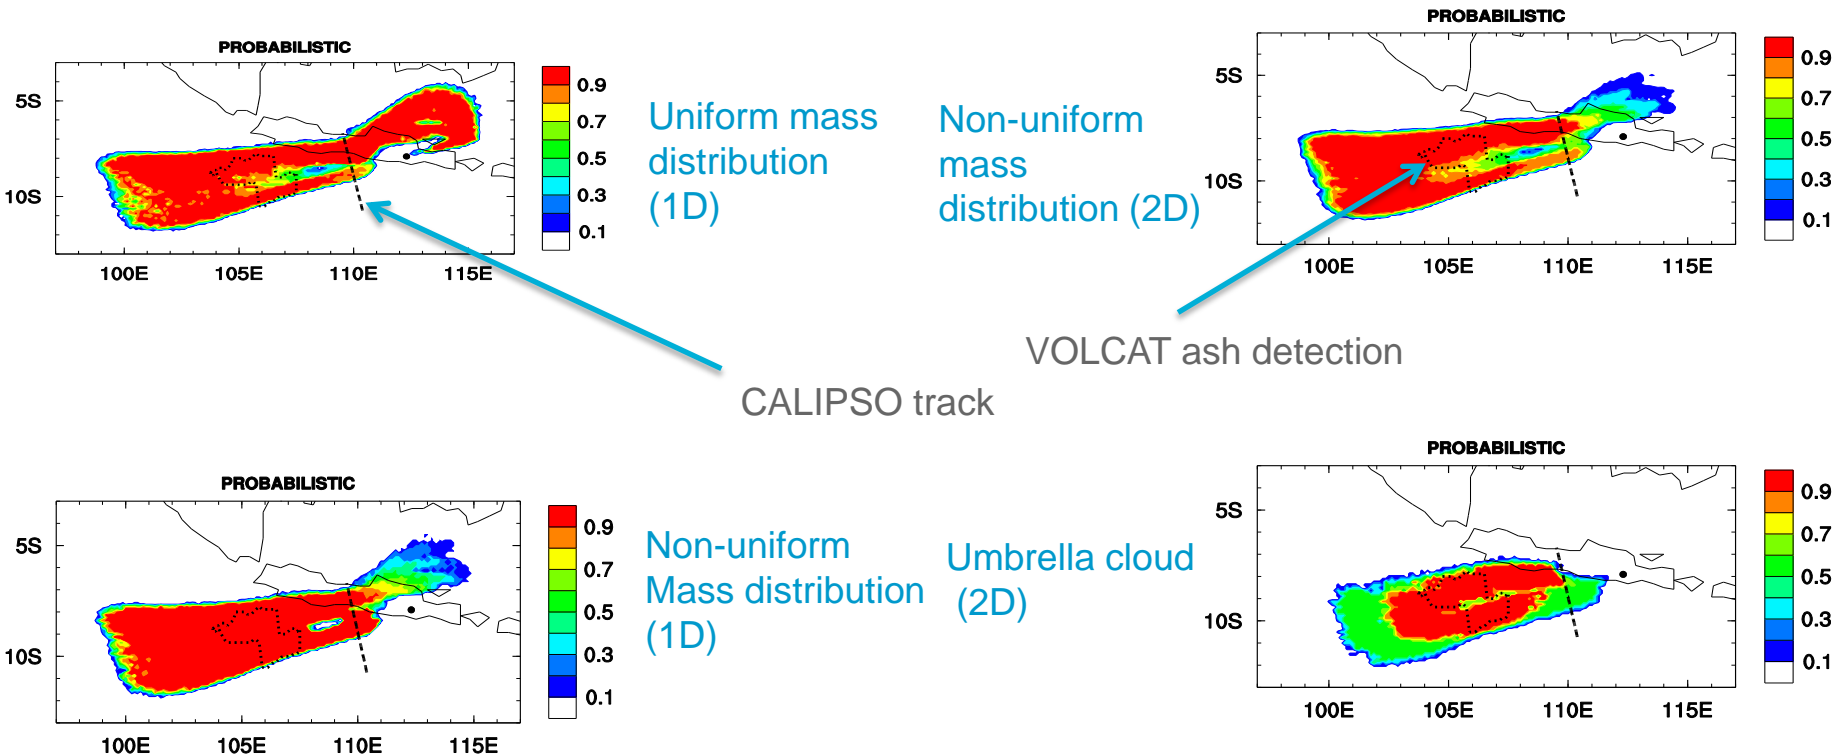 PROBABILISTIC
5S
10S
100E
105E
110E
115E
0.9
0.7
0.5
0.3
0.1
Uniform mass
distribution
(1D)
Non-uniform
mass
distribution (2D)
PROBABILISTIC
5S
10S
100E
105E
110E
115E
0.9
0.7
0.5
0.3
0.1
VOLCAT ash detection
CALIPSO track
PROBABILISTIC
5S
10S
100E
105E
110E
115E
0.9
0.7
0.5
0.3
0.1
Non-uniform
Mass distribution
(1D)
Umbrella cloud
(2D)
PROBABILISTIC
5S
10S
100E
105E
110E
115E
0.9
0.7
0.5
0.3
0.1